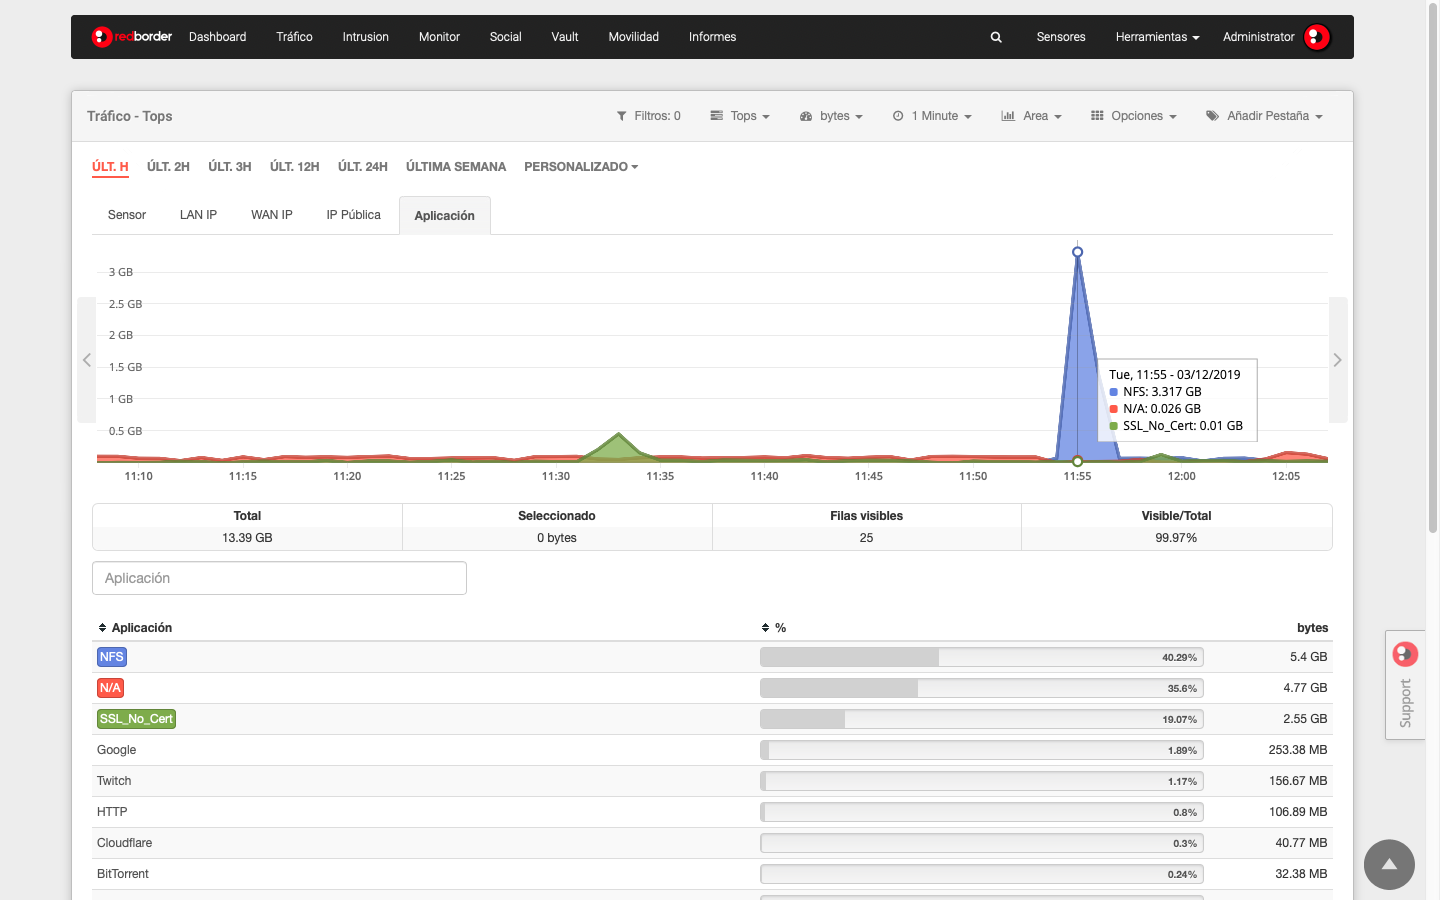 redborder Dashboard Tráfico Intrusion Monitor Social Vault Movilidad Informes Sensores Herramientas Administrator
Tráfico - Tops Filtros: 0 Tops bytes 1 Minute Area Opciones Añadir Pestaña
ÚLT. H ÚLT. 2H ÚLT. 3H ÚLT. 12H ÚLT. 24H ÚLTIMA SEMANA PERSONALIZADO
Sensor LAN IP WAN IP IP Pública Aplicación
3 GB
2.5 GB
2 GB
1.5 GB
1 GB
0.5 GB
Tue, 11:55 - 03/12/2019
NFS: 3.317 GB
N/A: 0.026 GB
SSL_No_Cert: 0.01 GB
11:10 11:15 11:20 11:25 11:30 11:35 11:40 11:45 11:50 11:55 12:00 12:05
Total Seleccionado Filas visibles Visible/Total
13.39 GB 0 bytes 25 99.97%
Aplicación
Aplicación % bytes
NFS 40.29% 5.4 GB
N/A 35.6% 4.77 GB
SSL_No_Cert 19.07% 2.55 GB
Google 1.89% 253.38 MB
Twitch 1.17% 156.67 MB
HTTP 0.8% 106.89 MB
Cloudflare 0.3% 40.77 MB
BitTorrent 0.24% 32.38 MB
Support